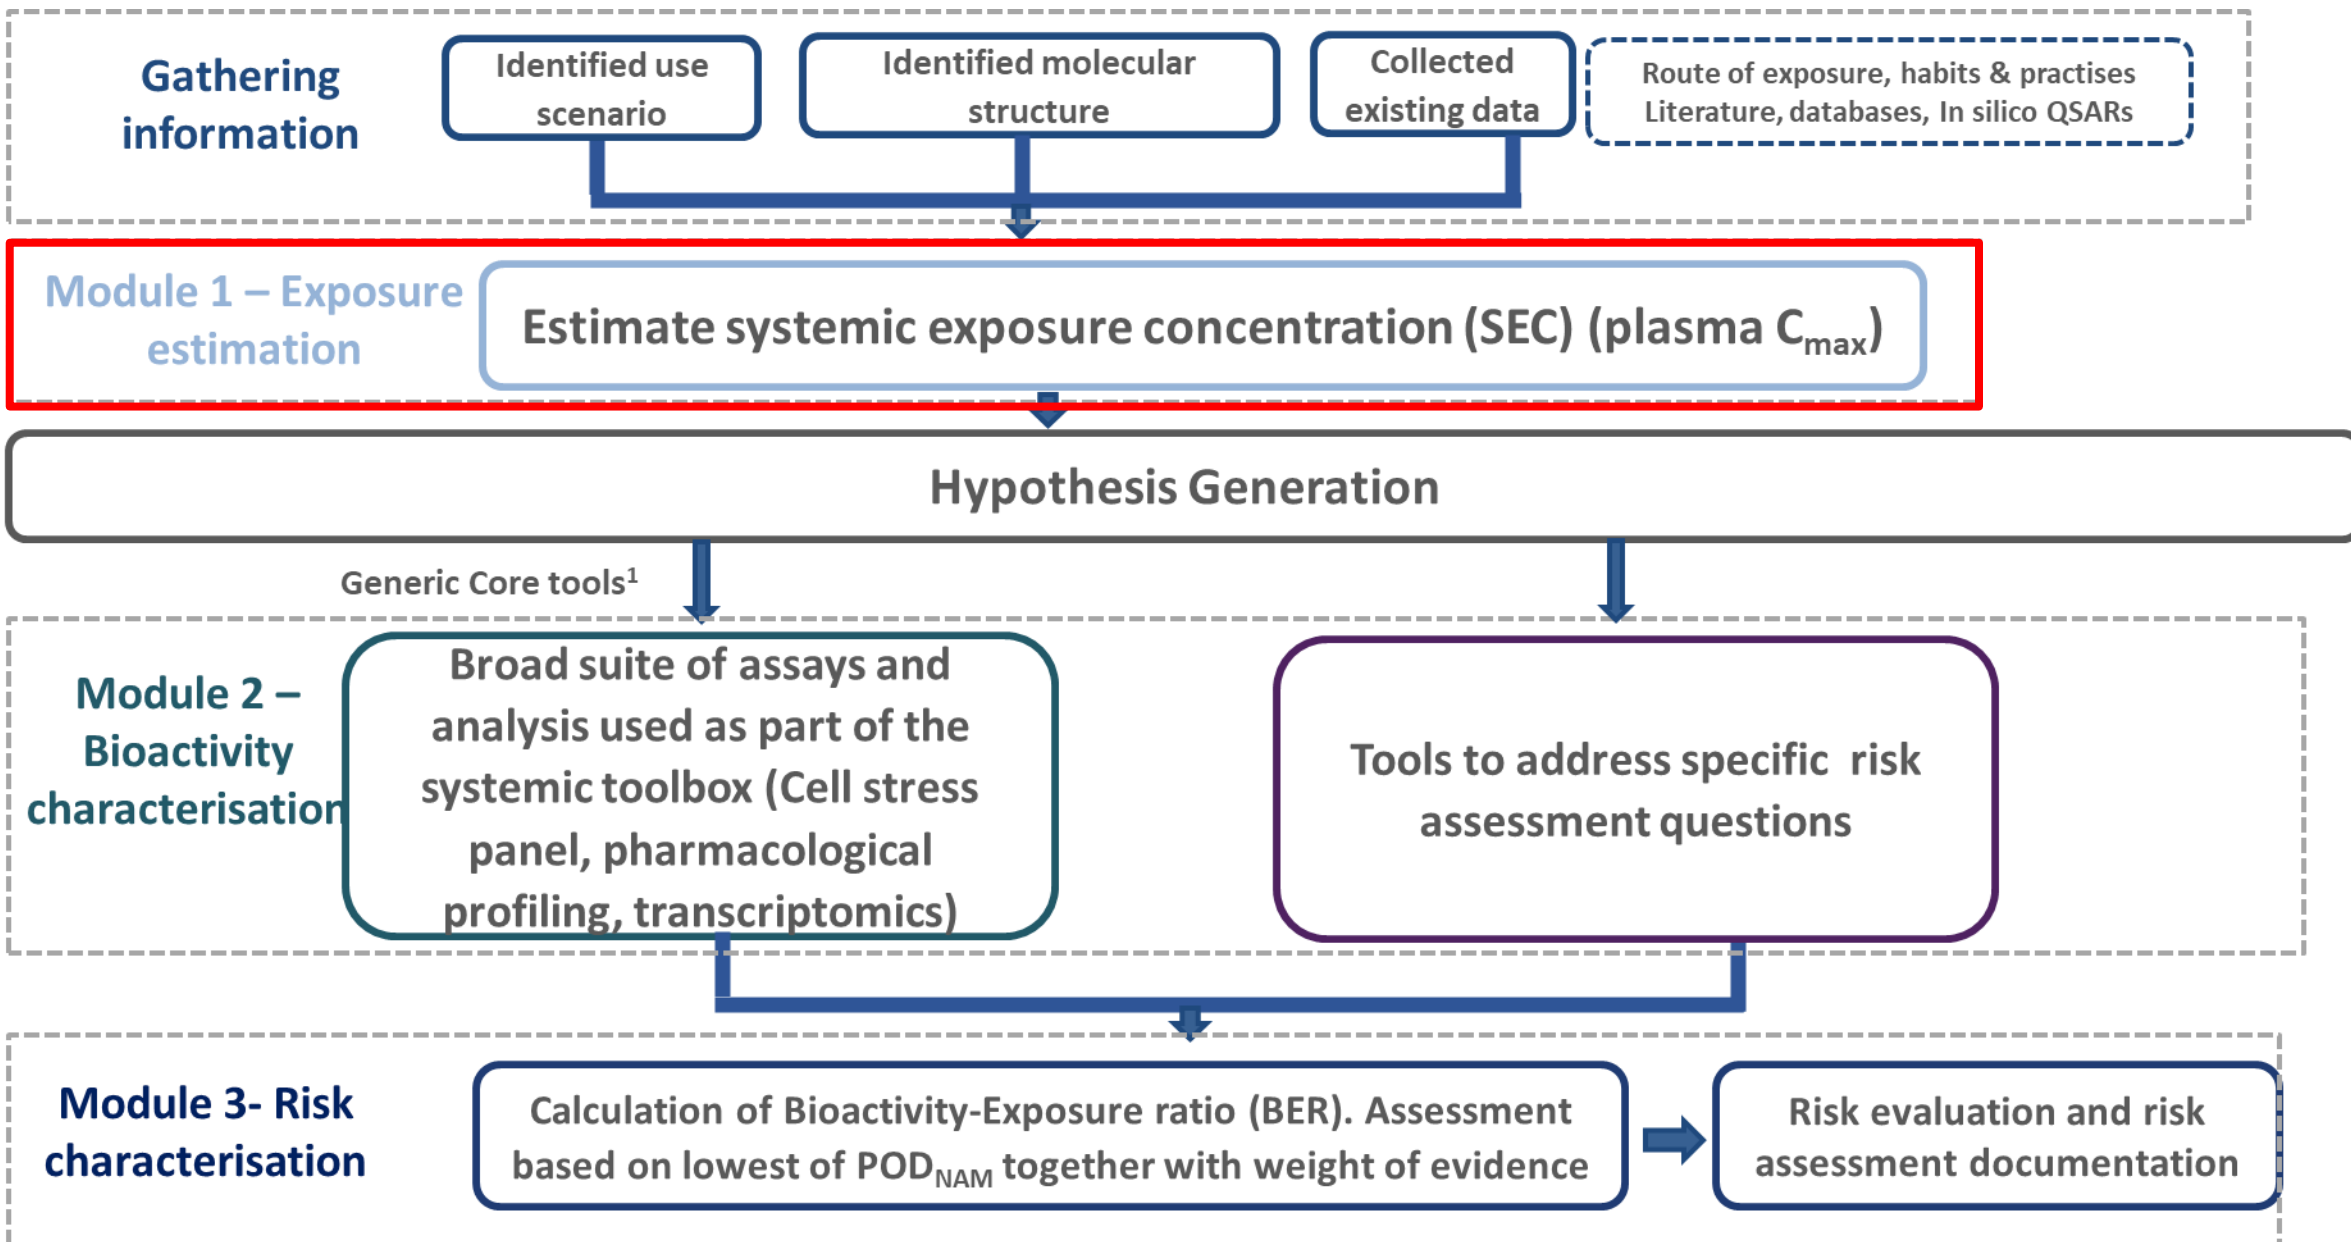 Gathering
information
Identified use
scenario
Identified molecular
structure
Collected
existing data
Route of exposure, habits & practises
Literature, databases, In silico QSARs
Module 1 – Exposure
estimation
Estimate systemic exposure concentration (SEC) (plasma Cmax)
Hypothesis Generation
Generic Core tools1
Module 2 –
Bioactivity
characterisation
Broad suite of assays and
analysis used as part of the
systemic toolbox (Cell stress
panel, pharmacological
profiling, transcriptomics)
Tools to address specific risk
assessment questions
Module 3- Risk
characterisation
Calculation of Bioactivity-Exposure ratio (BER). Assessment
based on lowest of PODNAM together with weight of evidence
Risk evaluation and risk
assessment documentation